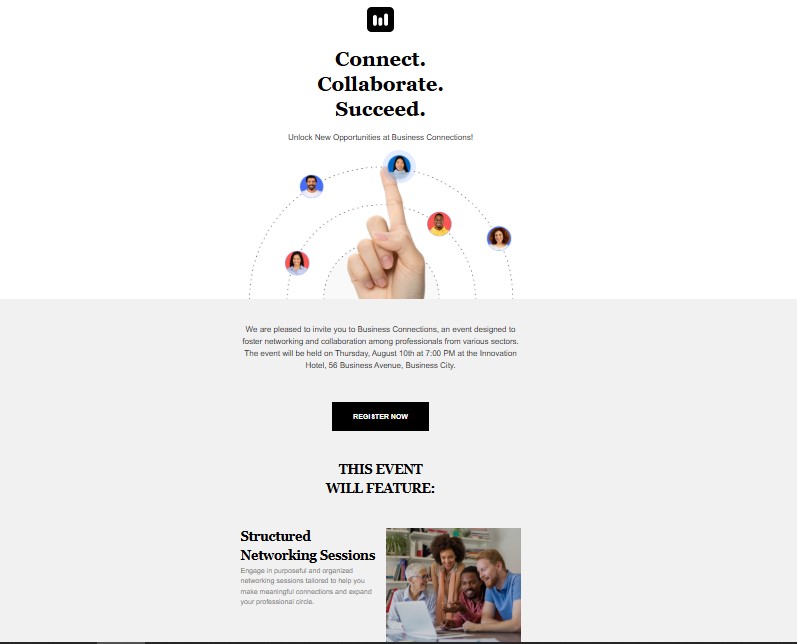 Connect.
Collaborate.
Succeed.
Unlock New Opportunities at Business Connections!
We are pleased to invite you to Business Connections, an event designed to
foster networking and collaboration among professionals from various sectors.
The event will be held on Thursday, August 10th at 7:00 PM at the Innovation
Hotel, 56 Business Avenue, Business City.
REGISTER NOW
THIS EVENT
WILL FEATURE:
Structured
Networking Sessions
Engage in purposeful and organized
networking sessions tailored to help you
make meaningful connections and expand
your professional circle.